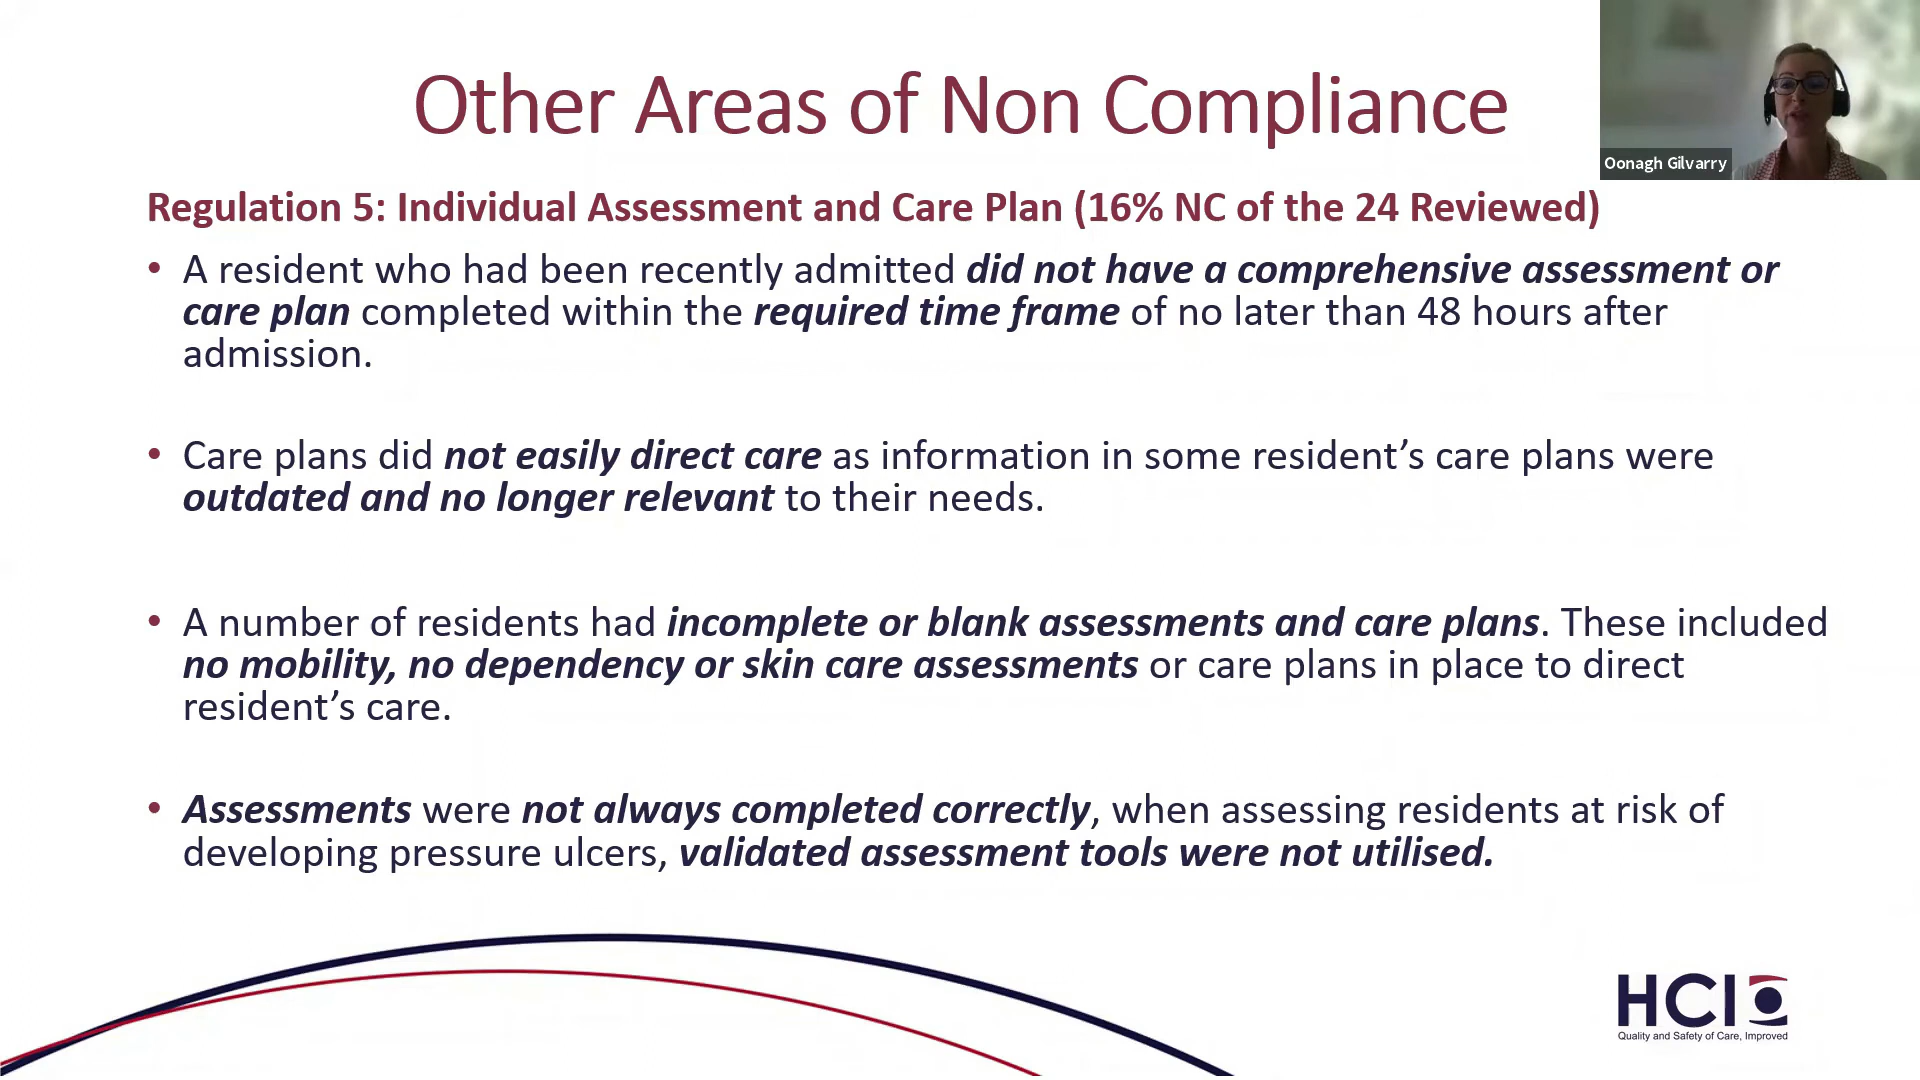 Other Areas of Non Compliance
Oonagh Gilvarry
Regulation 5: Individual Assessment and Care Plan (16% NC of the 24 Reviewed)
• A resident who had been recently admitted did not have a comprehensive assessment or
care plan completed within the required time frame of no later than 48 hours after
admission.
• Care plans did not easily direct care as information in some resident’s care plans were
outdated and no longer relevant to their needs.
• A number of residents had incomplete or blank assessments and care plans. These included
no mobility, no dependency or skin care assessments or care plans in place to direct
resident’s care.
• Assessments were not always completed correctly, when assessing residents at risk of
developing pressure ulcers, validated assessment tools were not utilised.
HCI
Quality and Safety of Care, Improved